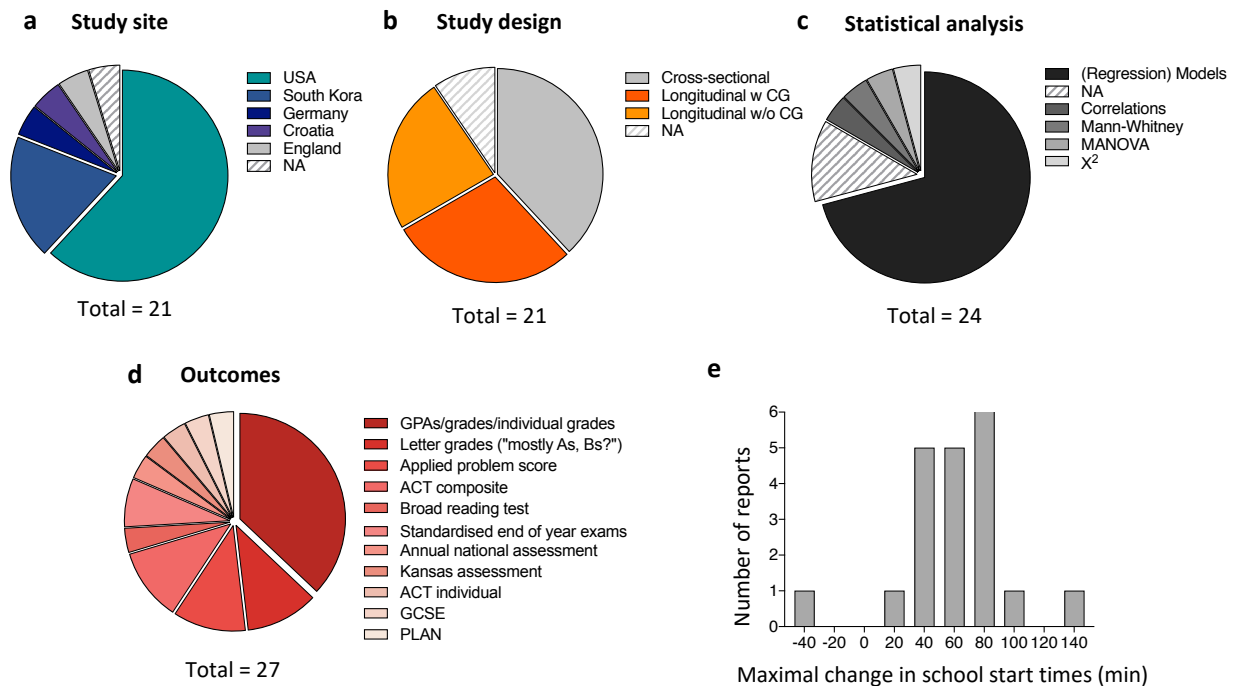 a Study site
USA
South Kora
Germany
Croatia
England
NA
Total = 21
b Study design
Cross-sectional
Longitudinal w CG
Longitudinal w/o CG
NA
Total = 21
c Statistical analysis
(Regression) Models
NA
Correlations
Mann-Whitney
MANOVA
X²
Total = 24
d Outcomes
GPAs/grades/individual grades
Letter grades ("mostly As, Bs?")
Applied problem score
ACT composite
Broad reading test
Standardised end of year exams
Annual national assessment
Kansas assessment
ACT individual
GCSE
PLAN
Total = 27
e
Number of reports
6
5
4
3
2
1
0
-40 -20 0 20 40 60 80 100 120 140
Maximal change in school start times (min)